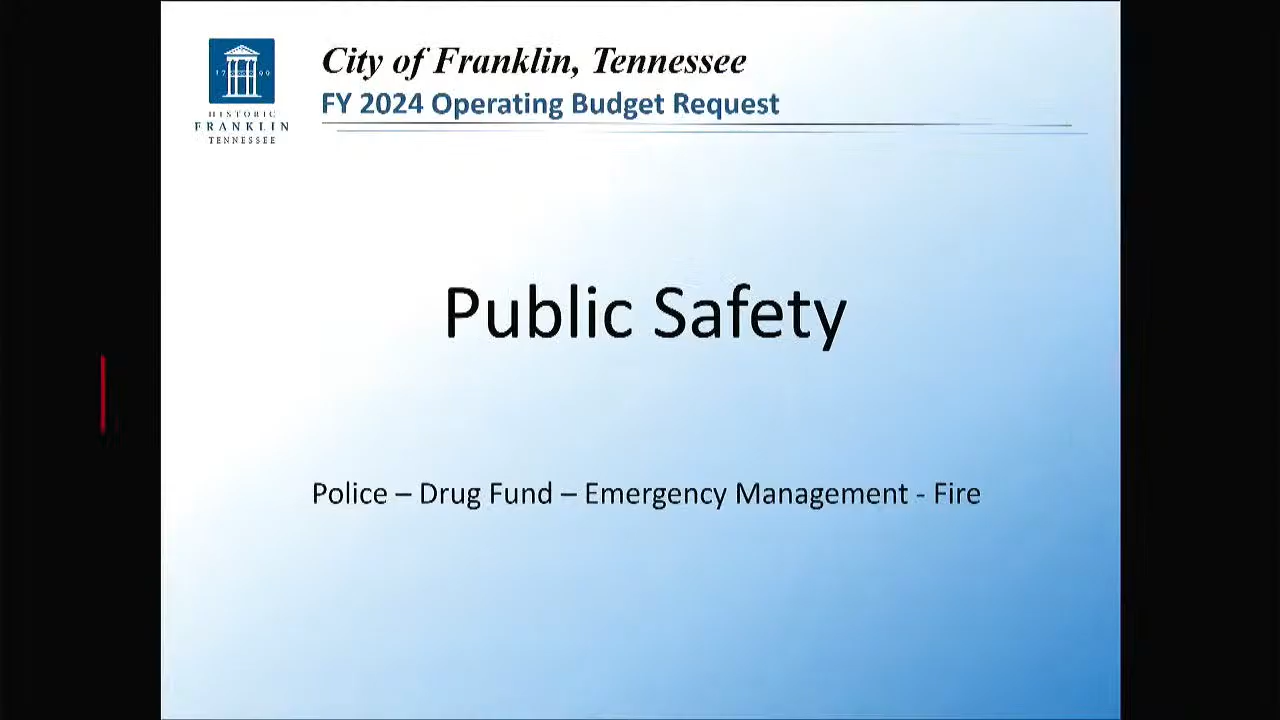 City of Franklin, Tennessee
FY 2024 Operating Budget Request
1799
HISTORIC
FRANKLIN
TENNESSEE
Public Safety
Police – Drug Fund – Emergency Management - Fire